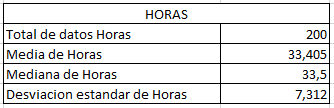 HORAS
Total de datos Horas 200
Media de Horas 33,405
Mediana de Horas 33,5
Desviacion estandar de Horas 7,312